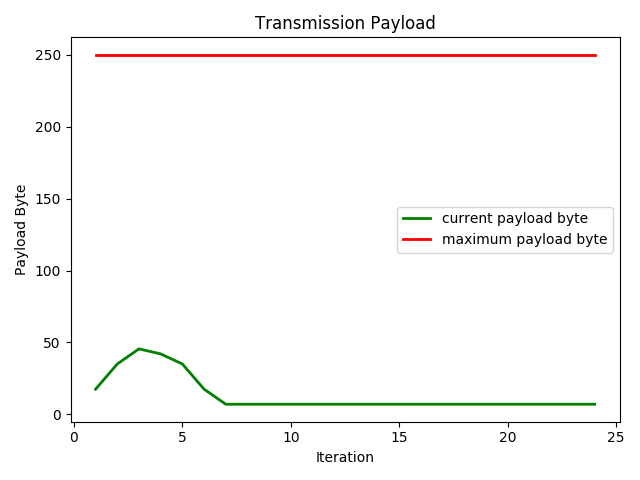 Transmission Payload
250
200
150
100
50
0
Payload Byte
current payload byte
maximum payload byte
0 5 10 15 20 25
Iteration